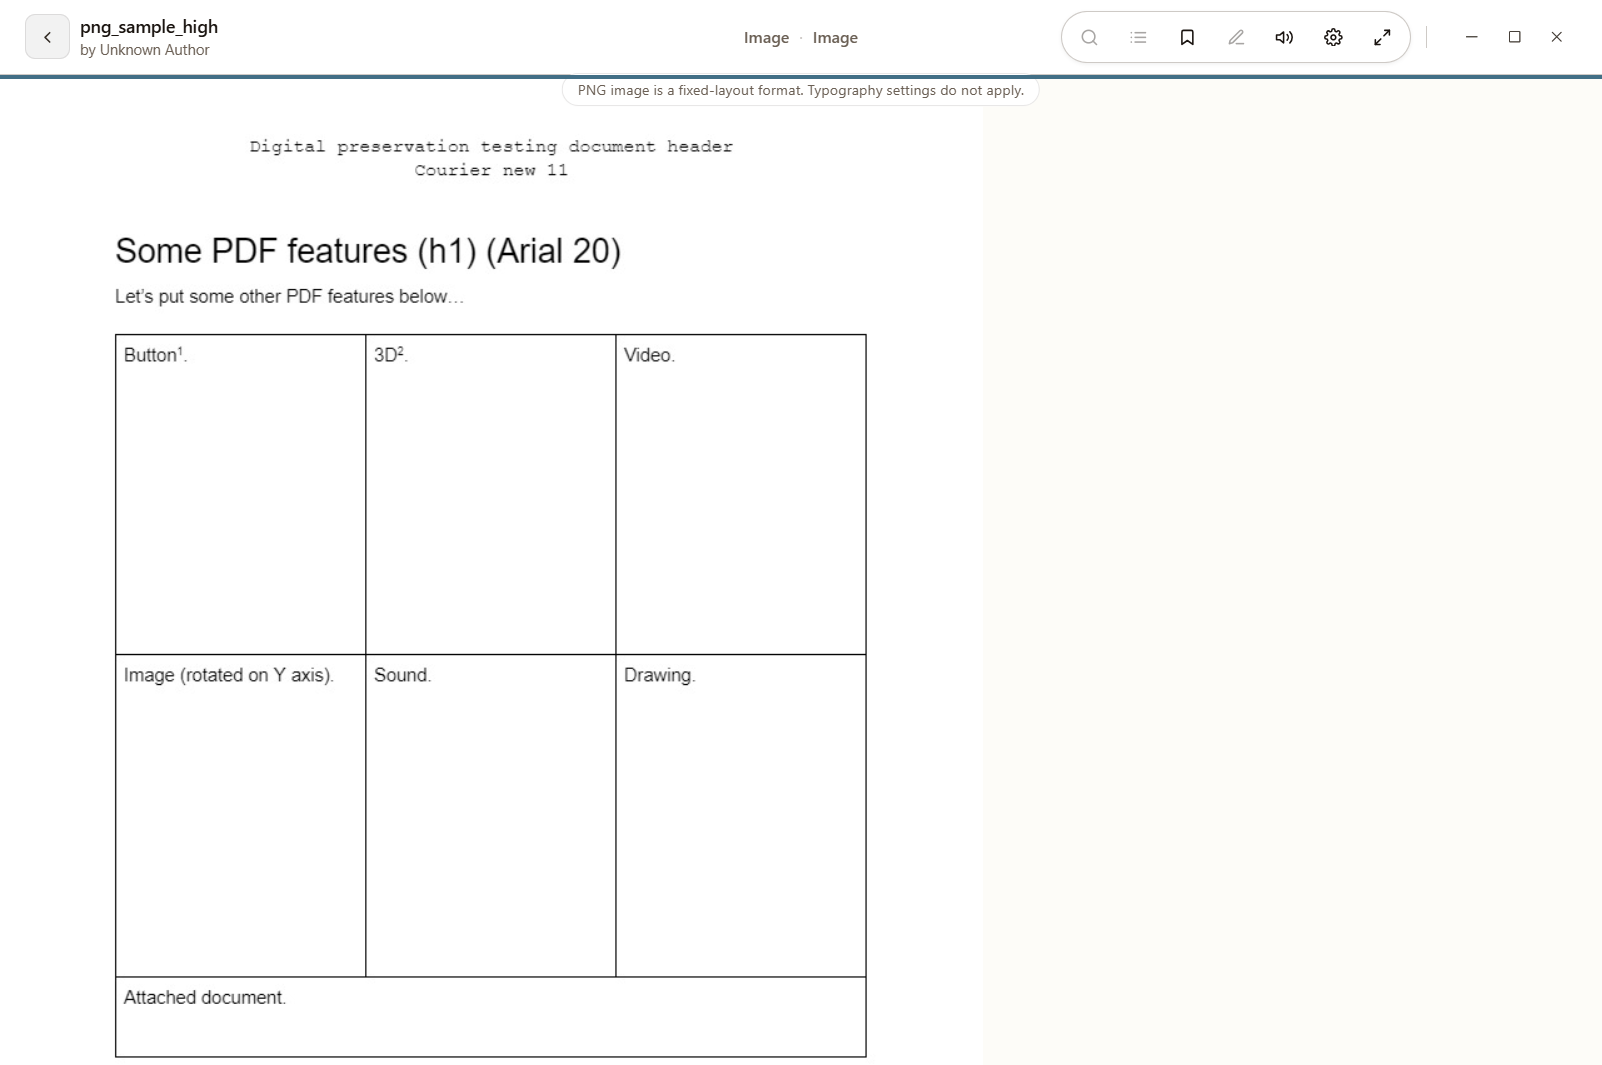 png_sample_high
by Unknown Author
Image · Image
PNG image is a fixed-layout format. Typography settings do not apply.
Digital preservation testing document header
Courier new 11
Some PDF features (h1) (Arial 20)
Let’s put some other PDF features below…
Button¹.
3D².
Video.
Image (rotated on Y axis).
Sound.
Drawing.
Attached document.